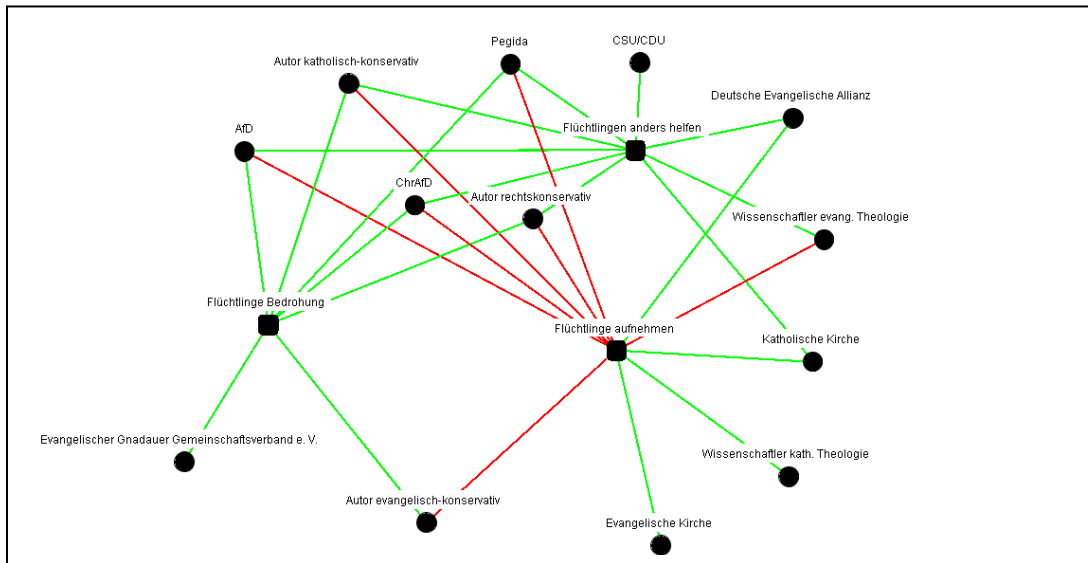 Pegida
CSU/CDU
Autor katholisch-konservativ
Deutsche Evangelische Allianz
AfD
Flüchtlingen anders helfen
ChrAfD
Autor rechtskonservativ
Wissenschaftler evang. Theologie
Flüchtlinge Bedrohung
Flüchtlinge aufnehmen
Katholische Kirche
Evangelischer Gnadauer Gemeinschaftsverband e. V.
Wissenschaftler kath. Theologie
Autor evangelisch-konservativ
Evangelische Kirche